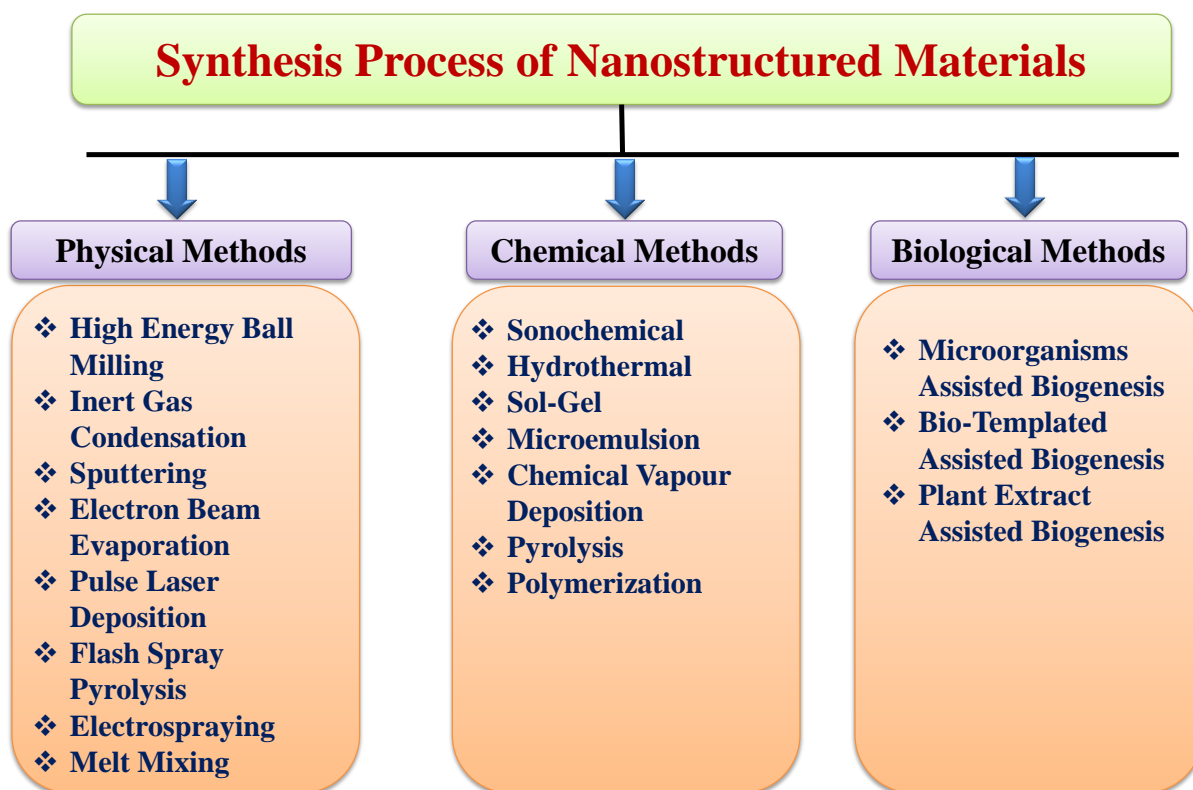 Synthesis Process of Nanostructured Materials
Physical Methods
❖ High Energy Ball
Milling
❖ Inert Gas
Condensation
❖ Sputtering
❖ Electron Beam
Evaporation
❖ Pulse Laser
Deposition
❖ Flash Spray
Pyrolysis
❖ Electrospraying
❖ Melt Mixing
Chemical Methods
❖ Sonochemical
❖ Hydrothermal
❖ Sol-Gel
❖ Microemulsion
❖ Chemical Vapour
Deposition
❖ Pyrolysis
❖ Polymerization
Biological Methods
❖ Microorganisms
Assisted Biogenesis
❖ Bio-Templated
Assisted Biogenesis
❖ Plant Extract
Assisted Biogenesis